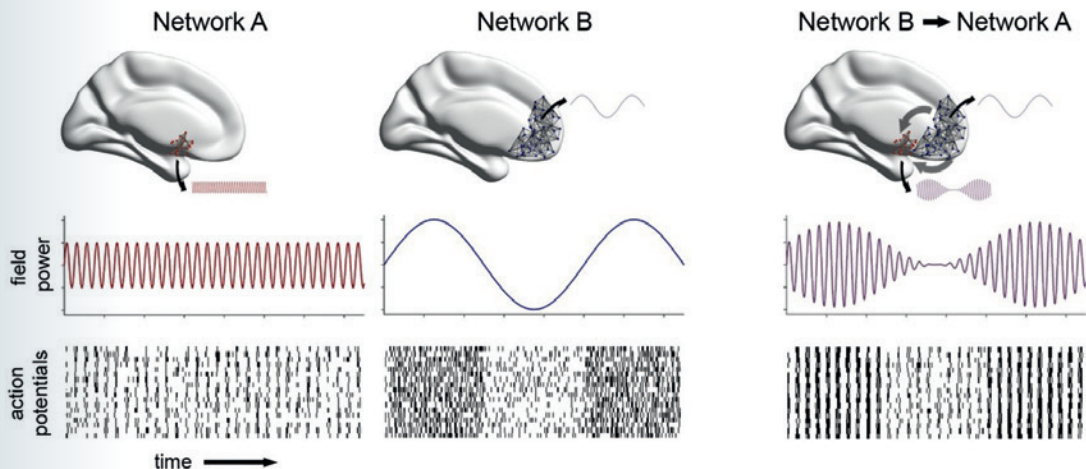 Network A
Network B
Network B → Network A
field
power
action
potentials
time